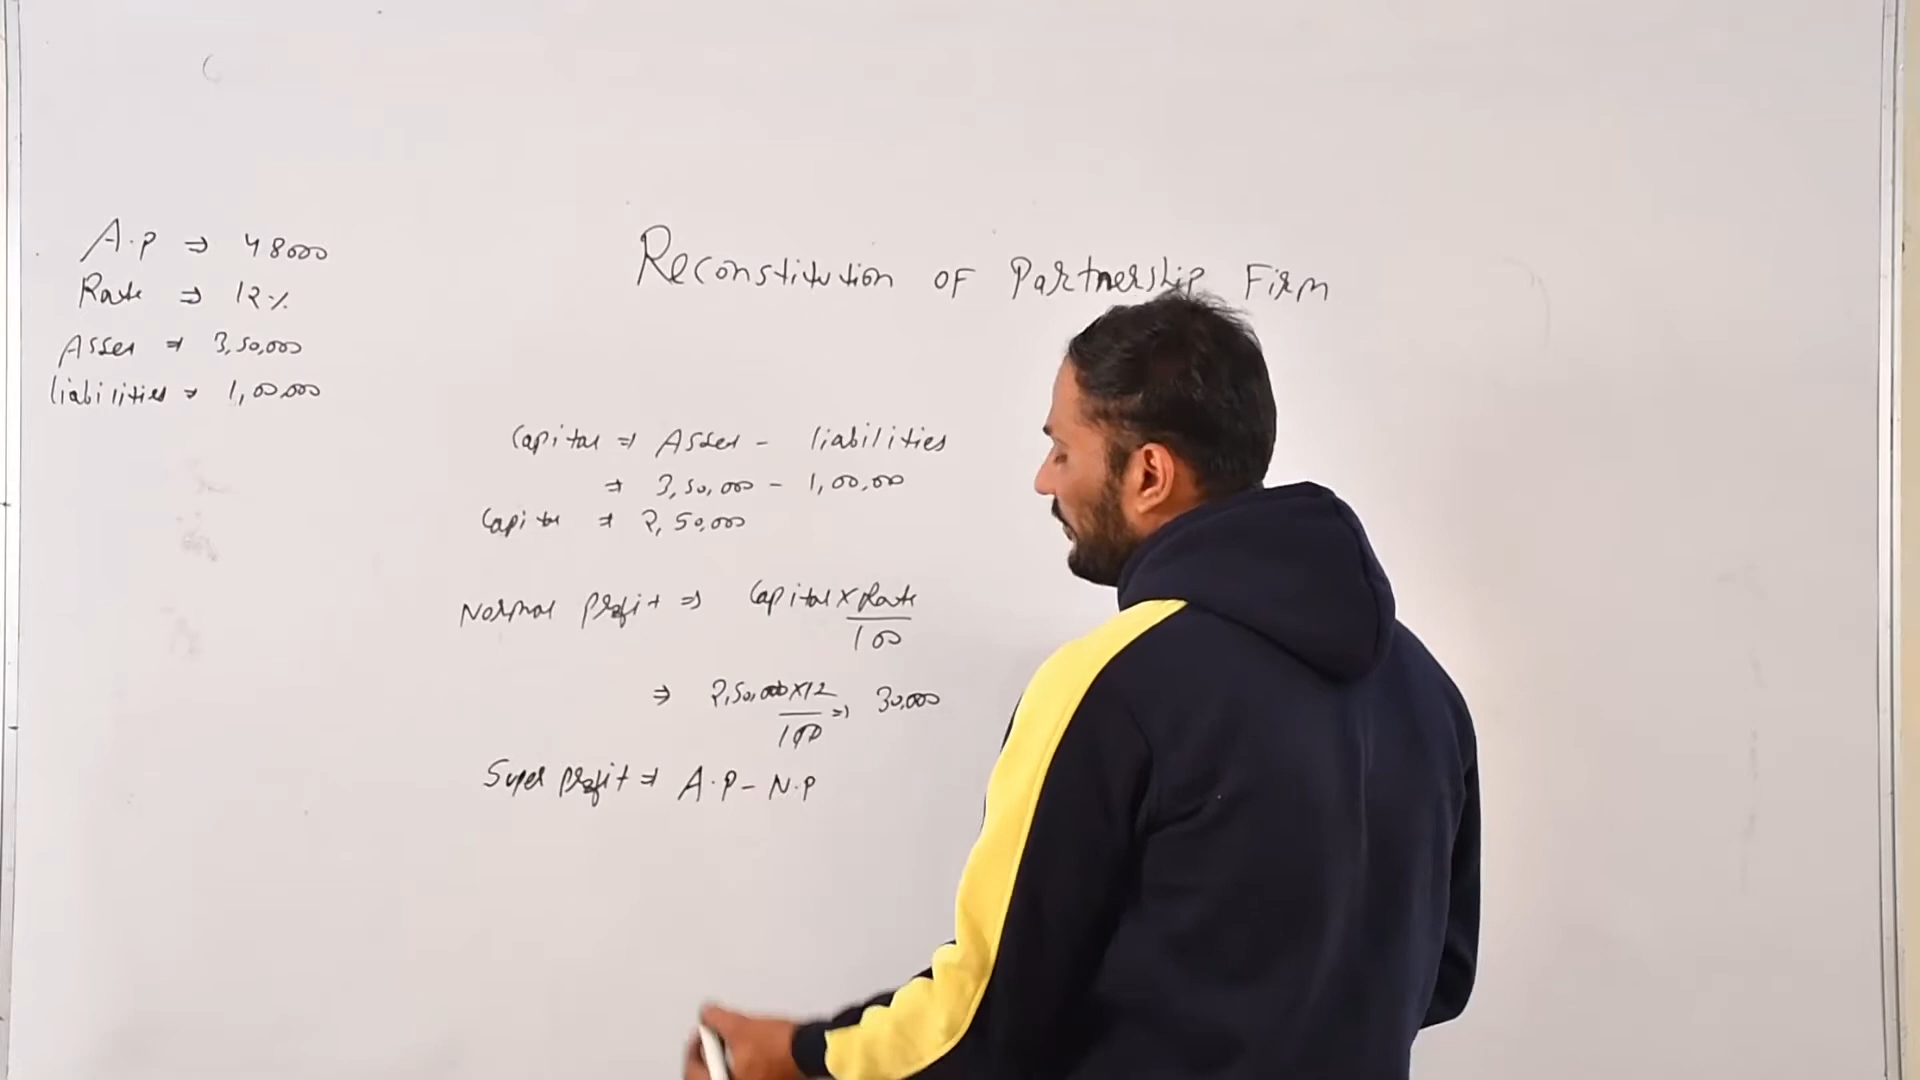 Reconstitution of Partnership Firm
A.P ⇒ 48000
Rate ⇒ 12%
Asset ⇒ 3,50,000
liabilities ⇒ 1,00,000
Capital ⇒ Asset - liabilities
⇒ 3,50,000 - 1,00,000
Capital ⇒ 2,50,000
Normal profit ⇒ Capital × Rate
100
⇒ 2,50,000 × 12 ⇒ 30,000
100
Super profit ⇒ A.P - N.P